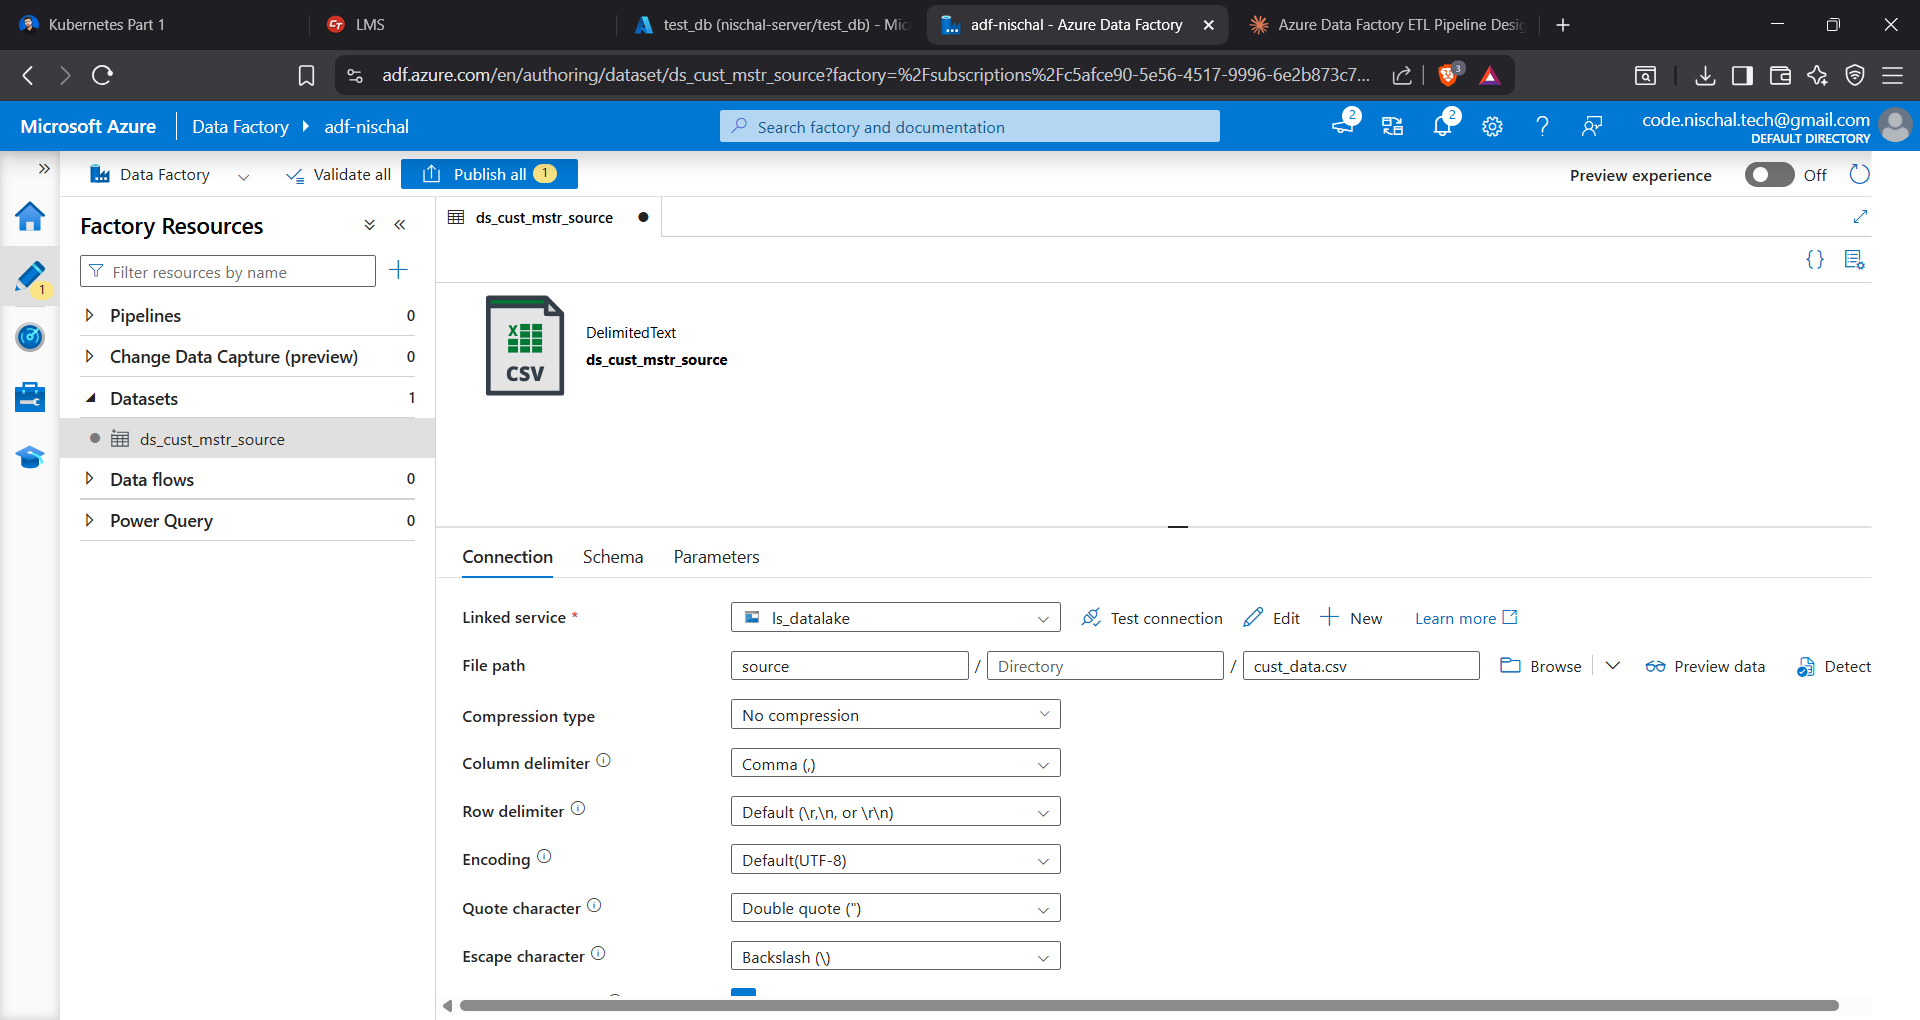 Kubernetes Part 1
LMS
test_db (nischal-server/test_db) - Mic
adf-nischal - Azure Data Factory
Azure Data Factory ETL Pipeline Desig
adf.azure.com/en/authoring/dataset/ds_cust_mstr_source?factory=%2Fsubscriptions%2Fc5afce90-5e56-4517-9996-6e2b873c7...
3
Microsoft Azure
Data Factory
adf-nischal
Search factory and documentation
2
2
code.nischal.tech@gmail.com
DEFAULT DIRECTORY
Data Factory
Validate all
Publish all 1
Preview experience
Off
Factory Resources
Filter resources by name
1
Pipelines 0
Change Data Capture (preview) 0
Datasets 1
ds_cust_mstr_source
Data flows 0
Power Query 0
ds_cust_mstr_source
{}
CSV
DelimitedText
ds_cust_mstr_source
Connection
Schema
Parameters
Linked service *
ls_datalake
Test connection
Edit
New
Learn more
File path
source / Directory / cust_data.csv
Browse
Preview data
Detect
Compression type
No compression
Column delimiter
Comma (,)
Row delimiter
Default (\r,\n, or \r\n)
Encoding
Default(UTF-8)
Quote character
Double quote (")
Escape character
Backslash (\)